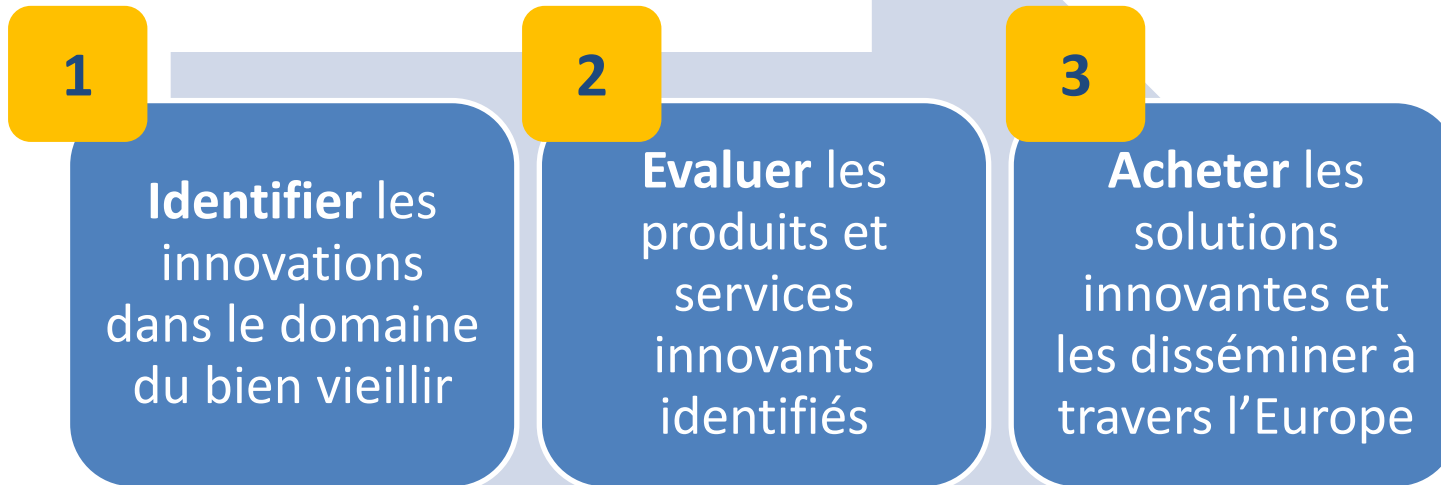 1
Identifier les
innovations
dans le domaine
du bien vieillir
2
Evaluer les
produits et
services
innovants
identifiés
3
Acheter les
solutions
innovantes et
les disséminer à
travers l’Europe